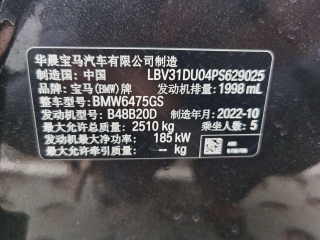 华晨宝马汽车有限公司制造
制造国：中国 LBV31DU04PS629025
品牌：宝马(BMW)牌 发动机排量：1998 mL
整车型号：BMW6475GS
发动机型号：B48B20D 制造年月：2022-10
最大允许总质量：2510 kg 乘坐人数：5
发动机最大净功率：185 kW
最大允许牵引质量：-- kg